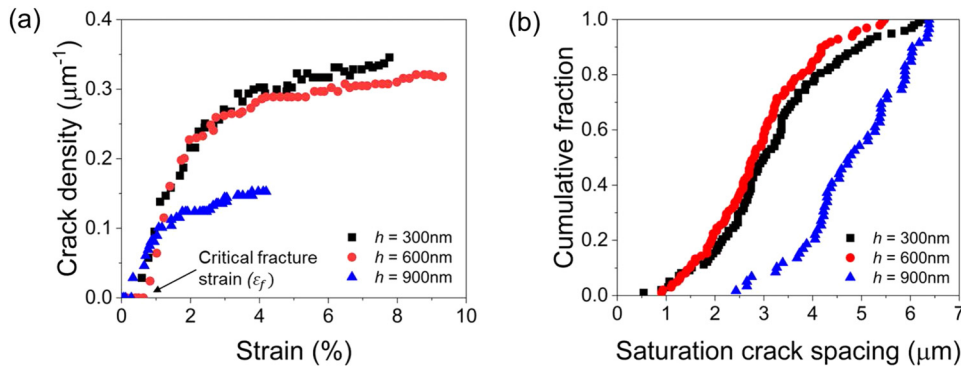 (a)
Crack density (μm⁻¹)
0.4
0.3
0.2
0.1
0.0
0 2 4 6 8 10
Strain (%)
Critical fracture
strain (εf)
h = 300nm
h = 600nm
h = 900nm
(b)
Cumulative fraction
1.0
0.8
0.6
0.4
0.2
0.0
0 1 2 3 4 5 6 7
Saturation crack spacing (μm)
h = 300nm
h = 600nm
h = 900nm